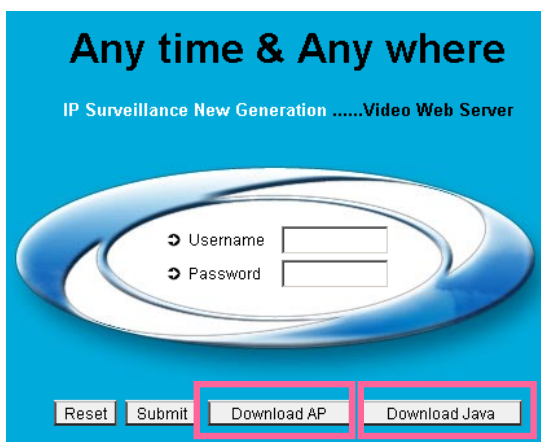 Any time & Any where
IP Surveillance New Generation ......Video Web Server
Username
Password
Reset Submit Download AP Download Java